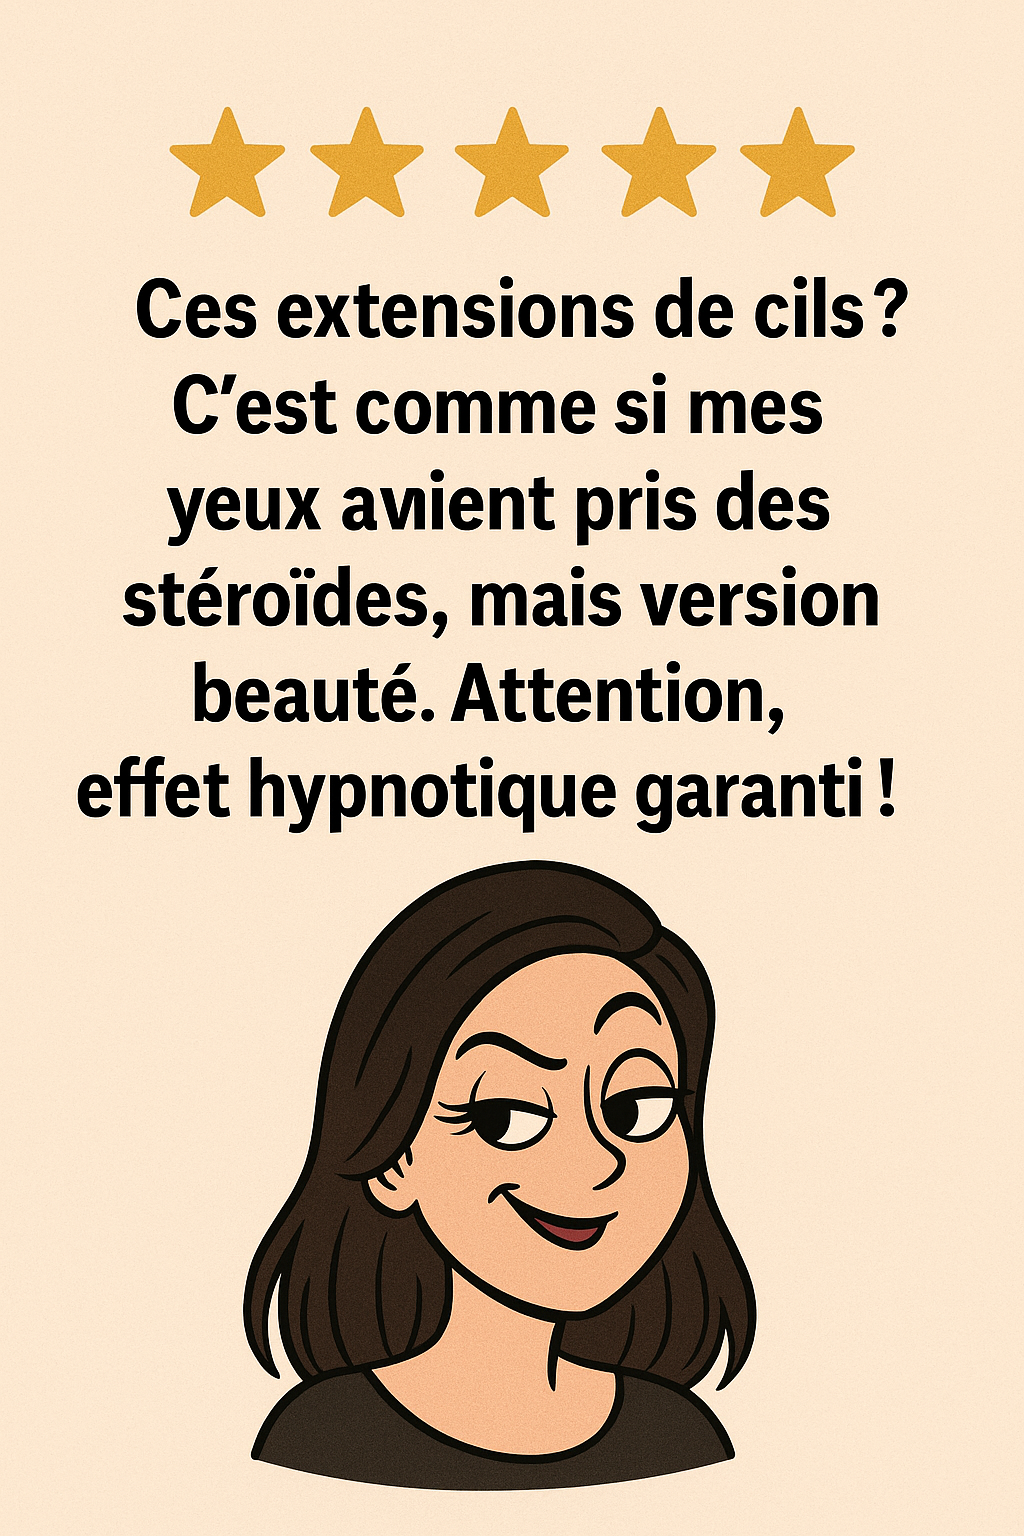 Ces extensions de cils ?
C'est comme si mes
yeux avient pris des
stéroïdes, mais version
beauté. Attention,
effet hypnotique garanti !